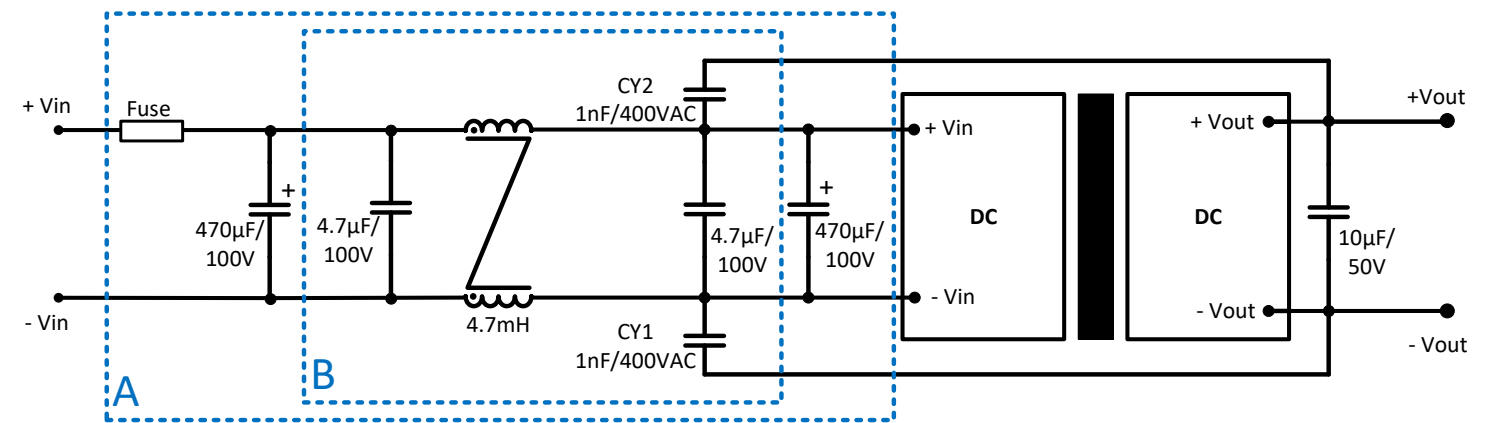 + Vin
Fuse
CY2
1nF/400VAC
+ Vin
+ Vout
+Vout
+
+
470μF/
100V
4.7μF/
100V
4.7μF/
100V
470μF/
100V
DC
DC
10μF/
50V
- Vin
4.7mH
CY1
1nF/400VAC
- Vin
- Vout
- Vout
A
B